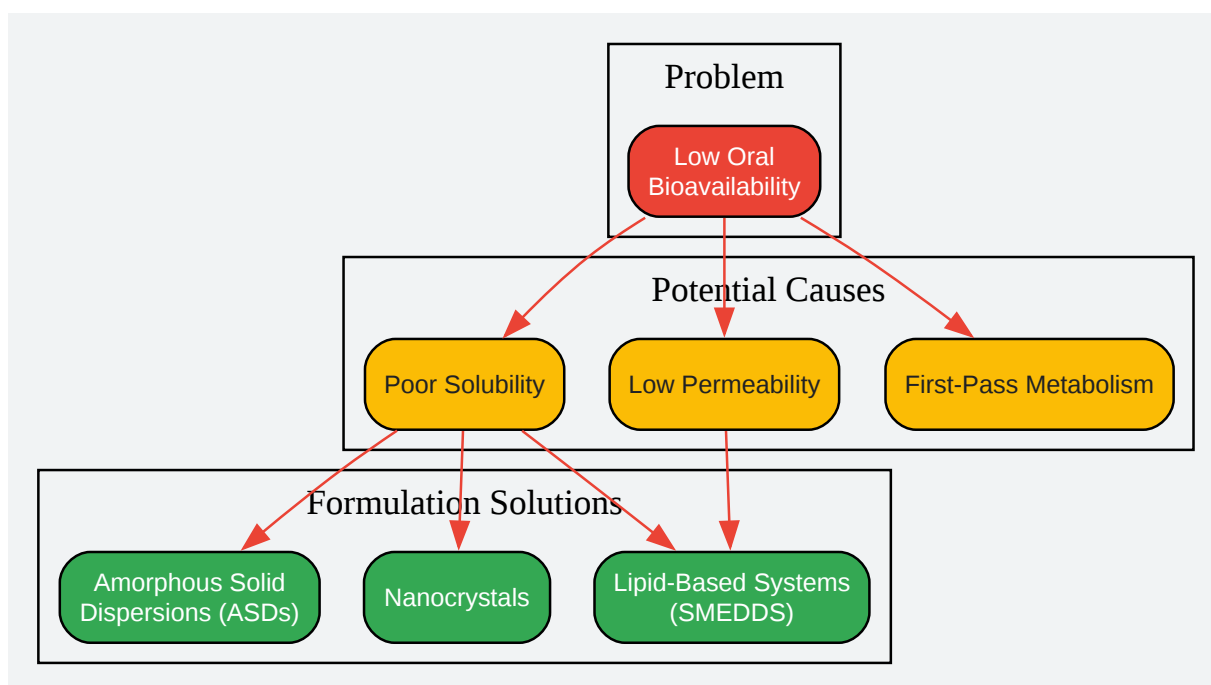 Problem
Low Oral
Bioavailability
Potential Causes
Poor Solubility
Low Permeability
First-Pass Metabolism
Formulation Solutions
Amorphous Solid
Dispersions (ASDs)
Nanocrystals
Lipid-Based Systems
(SMEDDS)